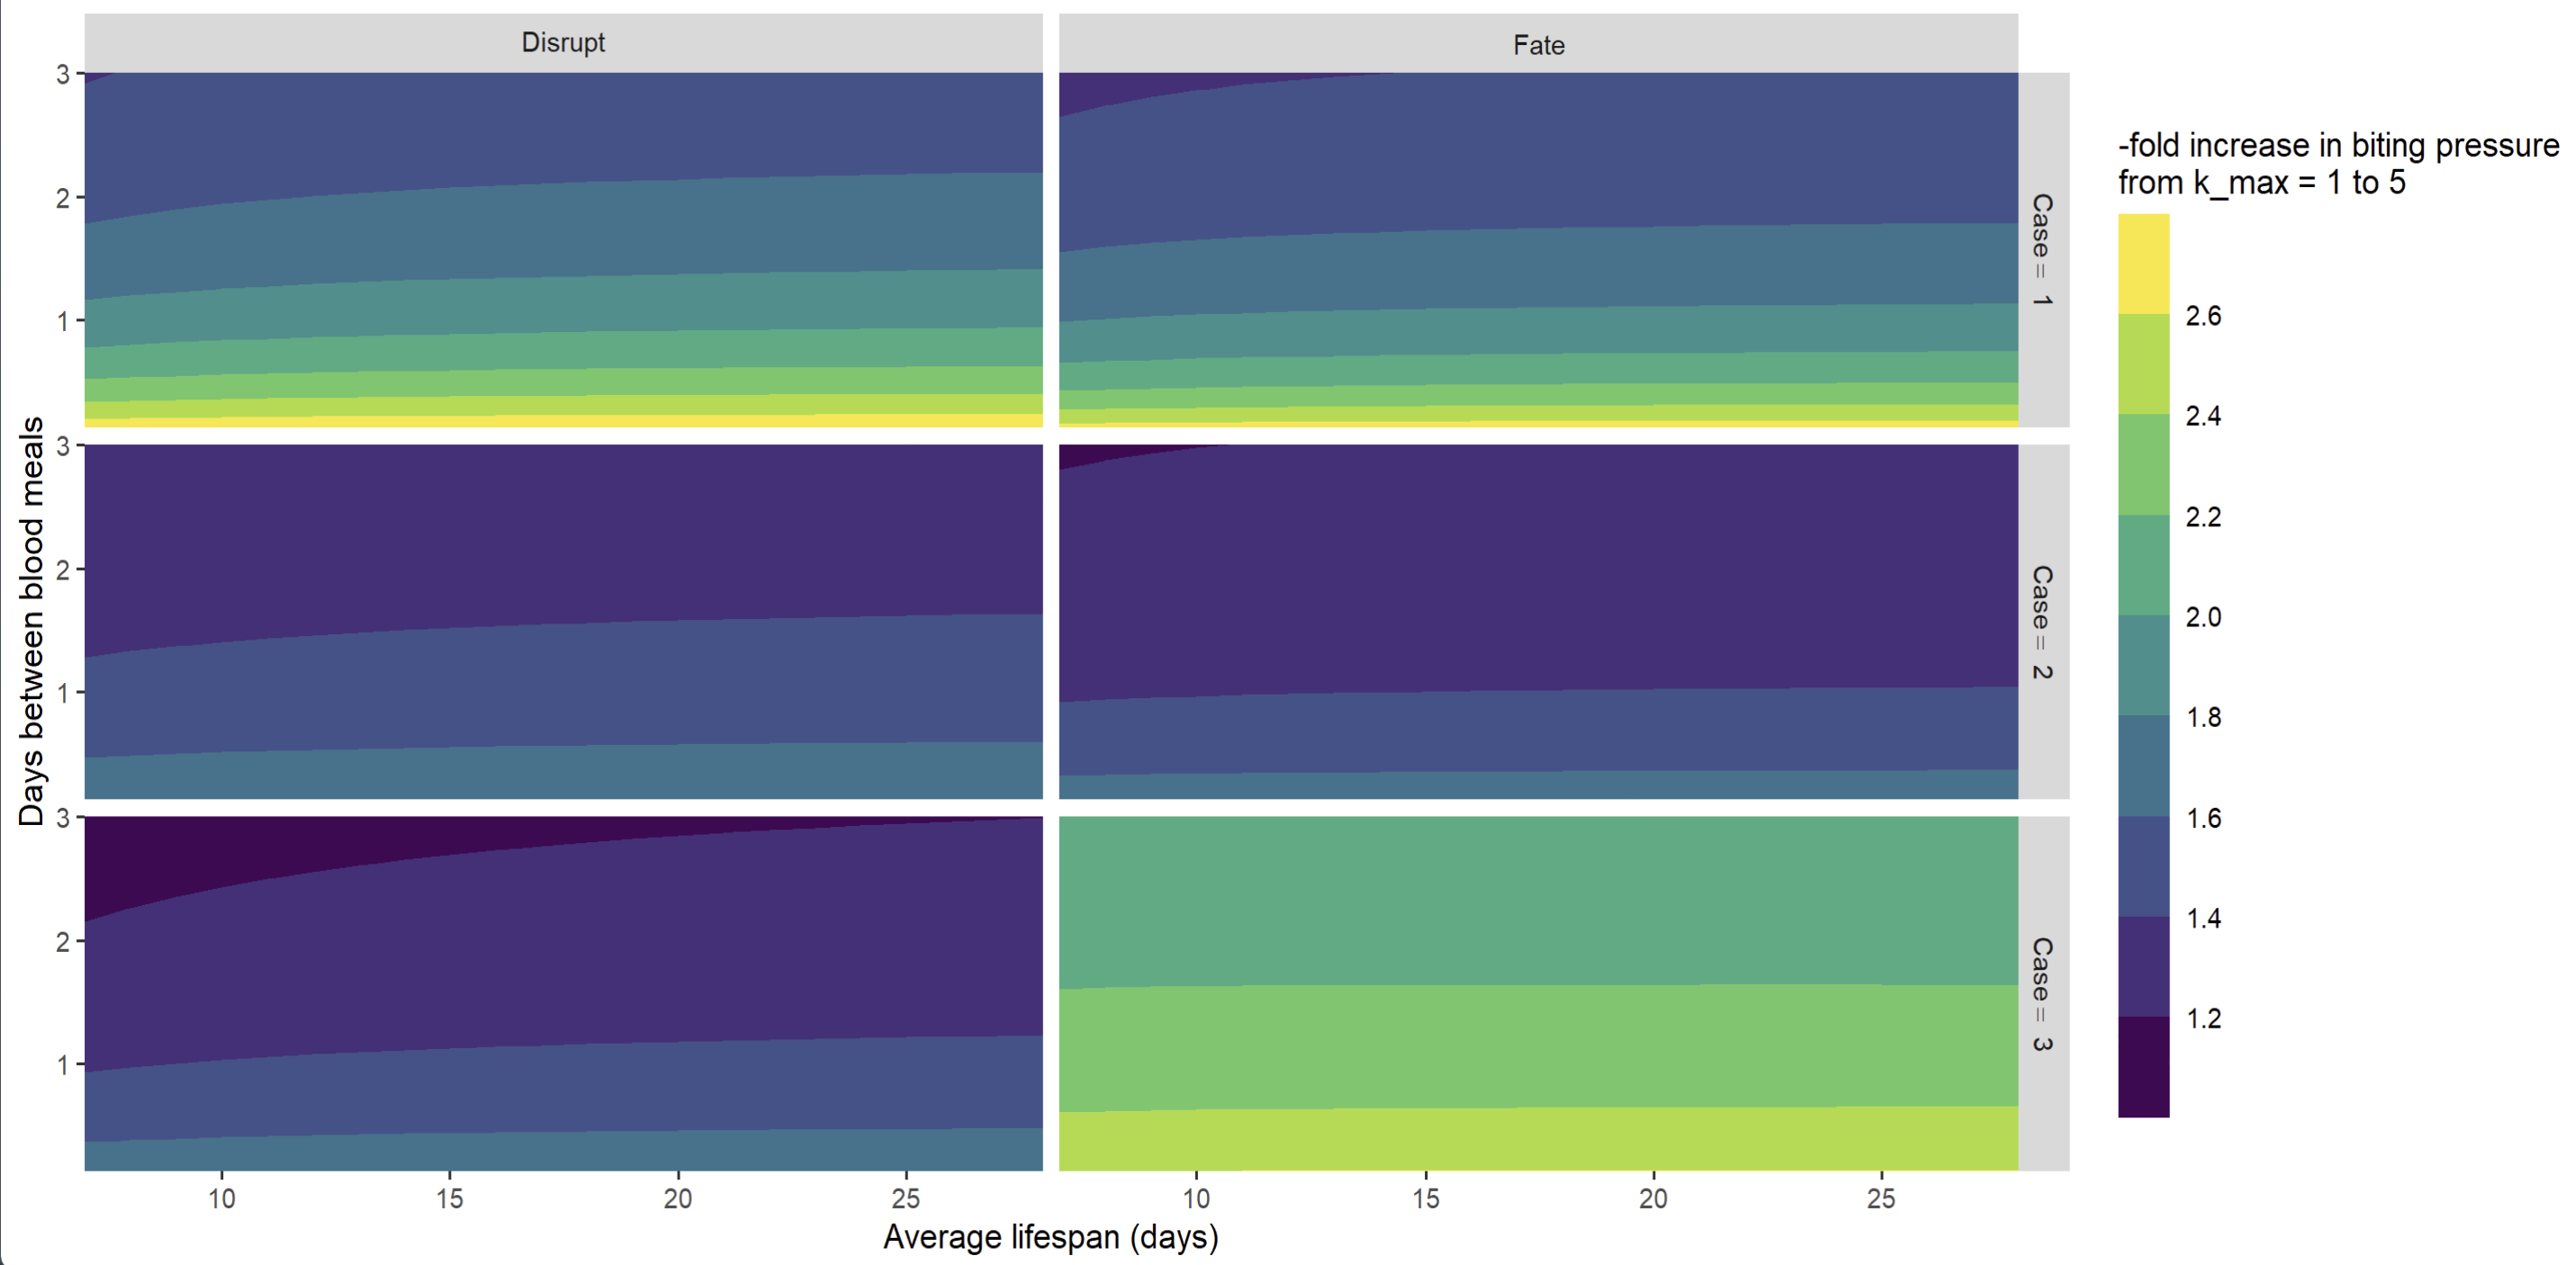 Disrupt
Fate
3
2
1
Case = 1
3
2
1
Case = 2
3
2
1
Case = 3
Days between blood meals
10
15
20
25
10
15
20
25
Average lifespan (days)
-fold increase in biting pressure
from k_max = 1 to 5
2.6
2.4
2.2
2.0
1.8
1.6
1.4
1.2